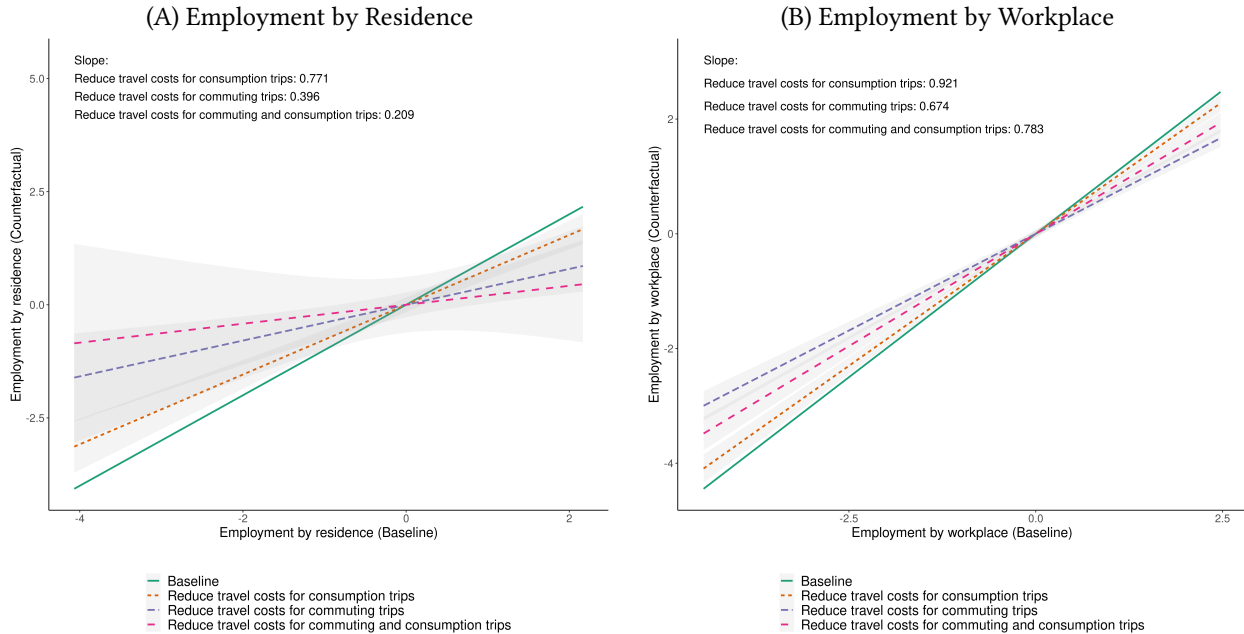 (A) Employment by Residence
Slope:
Reduce travel costs for consumption trips: 0.771
Reduce travel costs for commuting trips: 0.396
Reduce travel costs for commuting and consumption trips: 0.209
5.0
2.5
0.0
-2.5
Employment by residence (Counterfactual)
-4
-2
0
2
Employment by residence (Baseline)
Baseline
Reduce travel costs for consumption trips
Reduce travel costs for commuting trips
Reduce travel costs for commuting and consumption trips
(B) Employment by Workplace
Slope:
Reduce travel costs for consumption trips: 0.921
Reduce travel costs for commuting trips: 0.674
Reduce travel costs for commuting and consumption trips: 0.783
2
0
-2
-4
Employment by workplace (Counterfactual)
-2.5
0.0
2.5
Employment by workplace (Baseline)
Baseline
Reduce travel costs for consumption trips
Reduce travel costs for commuting trips
Reduce travel costs for commuting and consumption trips